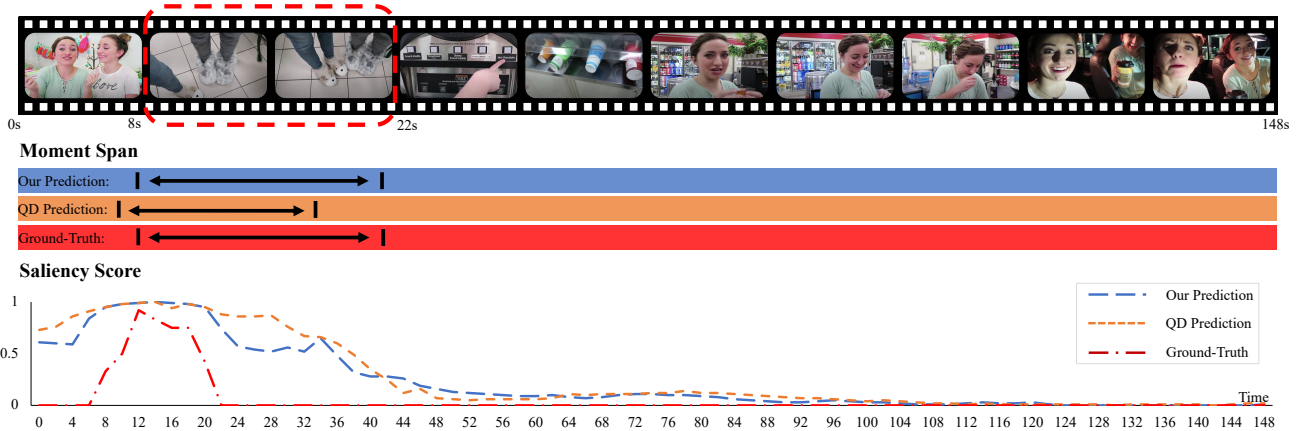 love
0s 8s 22s 148s
Moment Span
Our Prediction:
QD Prediction:
Ground-Truth:
Saliency Score
1
0.5
0
Our Prediction
QD Prediction
Ground-Truth
Time
0 4 8 12 16 20 24 28 32 36 40 44 48 52 56 60 64 68 72 76 80 84 88 92 96 100 104 108 112 116 120 124 128 132 136 140 144 148